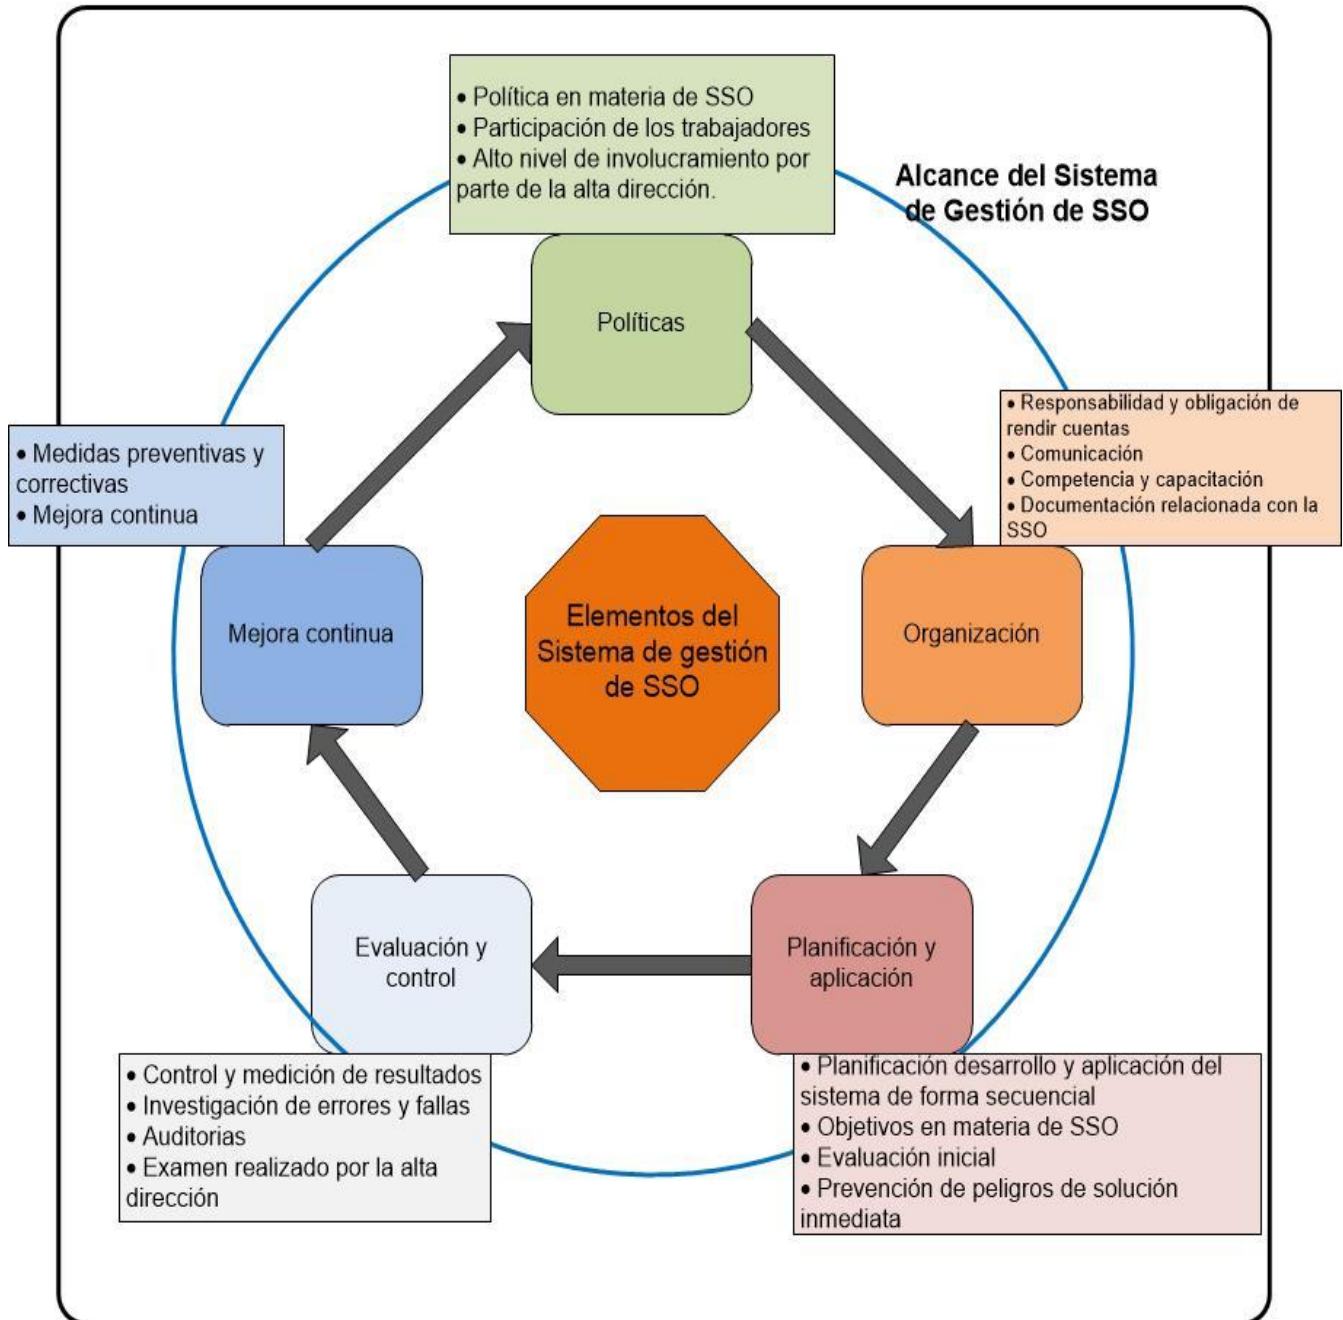 • Política en materia de SSO
• Participación de los trabajadores
• Alto nivel de involucramiento por
parte de la alta dirección.
Alcance del Sistema
de Gestión de SSO
Políticas
• Responsabilidad y obligación de
rendir cuentas
• Comunicación
• Competencia y capacitación
• Documentación relacionada con la
SSO
• Medidas preventivas y
correctivas
• Mejora continua
Mejora continua
Elementos del
Sistema de gestión
de SSO
Organización
Evaluación y
control
Planificación y
aplicación
• Control y medición de resultados
• Investigación de errores y fallas
• Auditorias
• Examen realizado por la alta
dirección
• Planificación desarrollo y aplicación del
sistema de forma secuencial
• Objetivos en materia de SSO
• Evaluación inicial
• Prevención de peligros de solución
inmediata